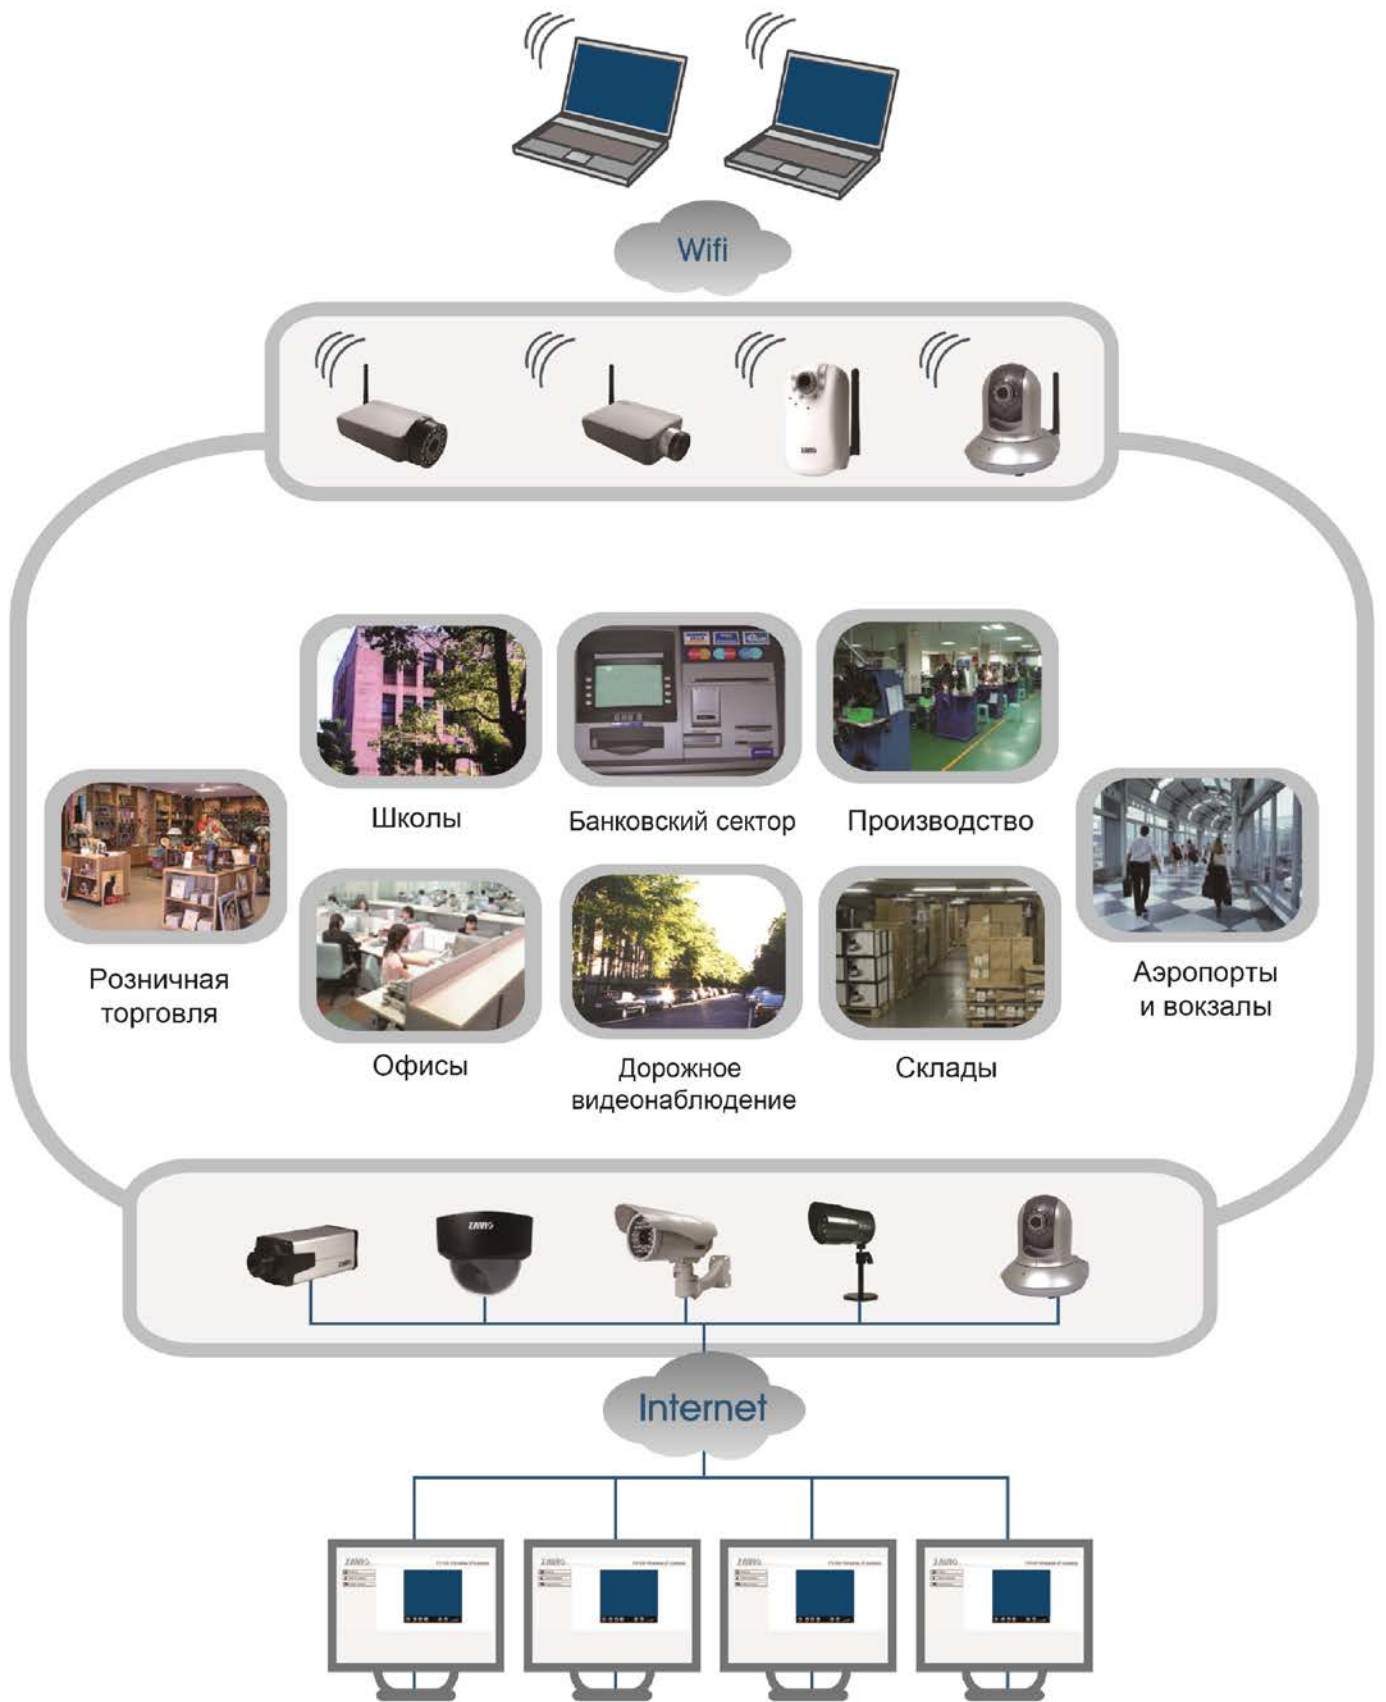 Wifi
Школы
Банковский сектор
Производство
Розничная
торговля
Аэропорты
и вокзалы
Офисы
Дорожное
видеонаблюдение
Склады
Internet